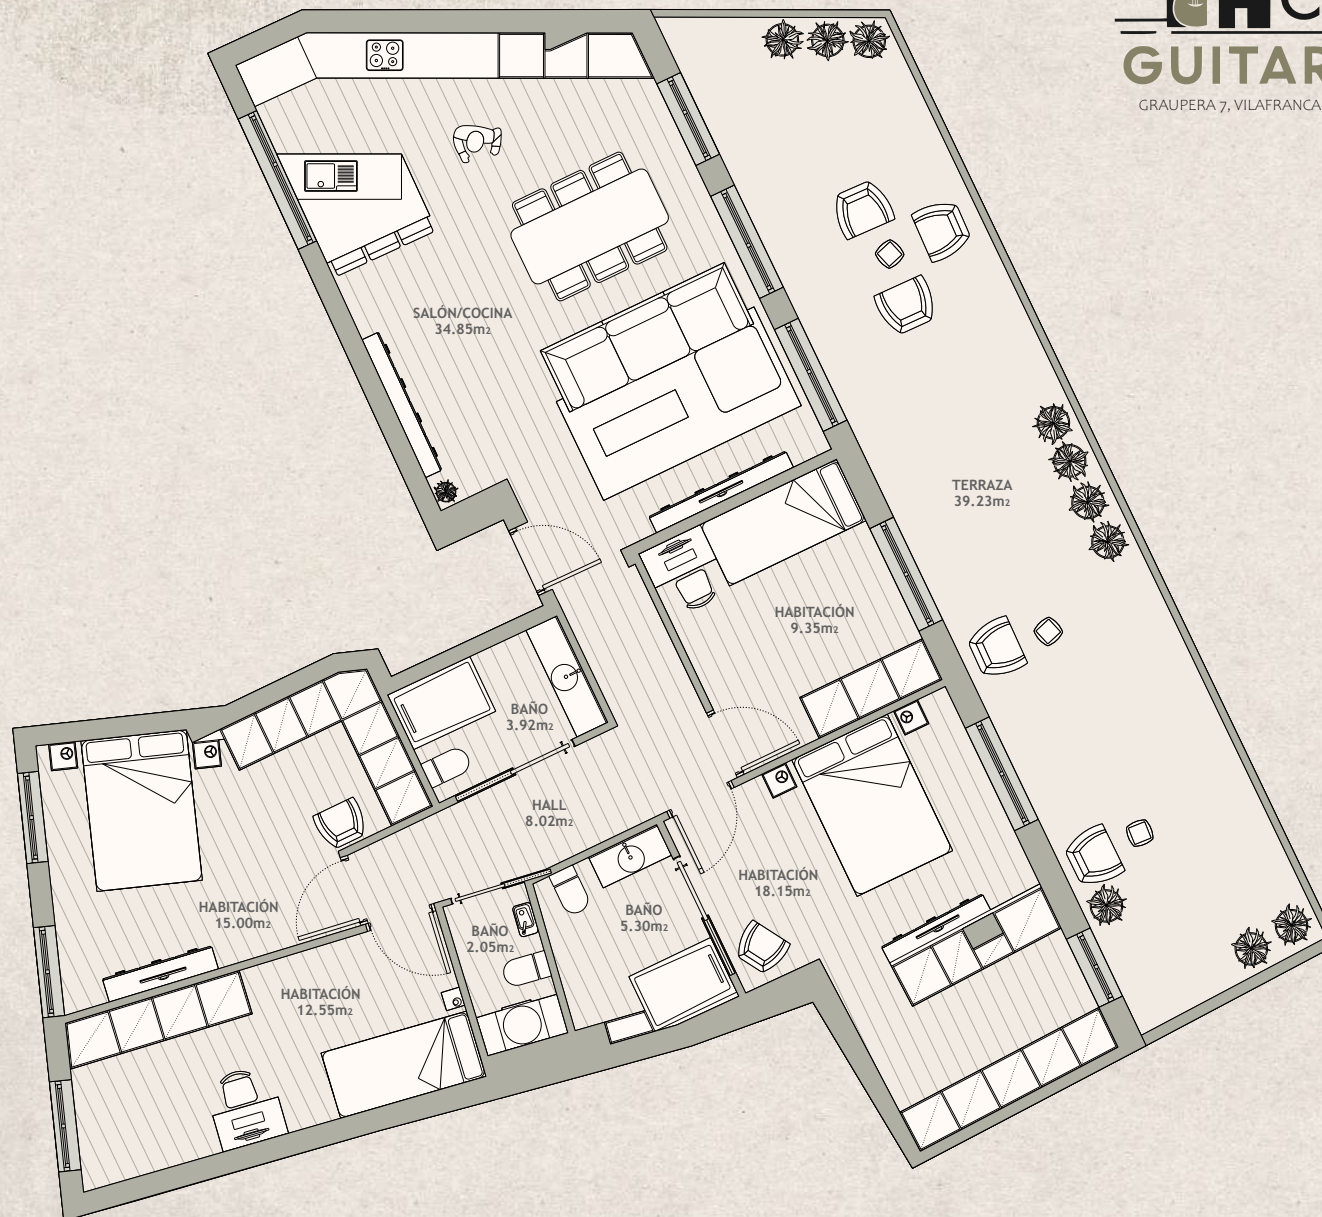 C
GUITAR
GRAUPERA 7, VILAFRANCA
SALÓN/COCINA
34.85m2
TERRAZA
39.23m2
HABITACIÓN
9.35m2
BAÑO
3.92m2
HALL
8.02m2
HABITACIÓN
18.15m2
HABITACIÓN
15.00m2
BAÑO
5.30m2
BAÑO
2.05m2
HABITACIÓN
12.55m2